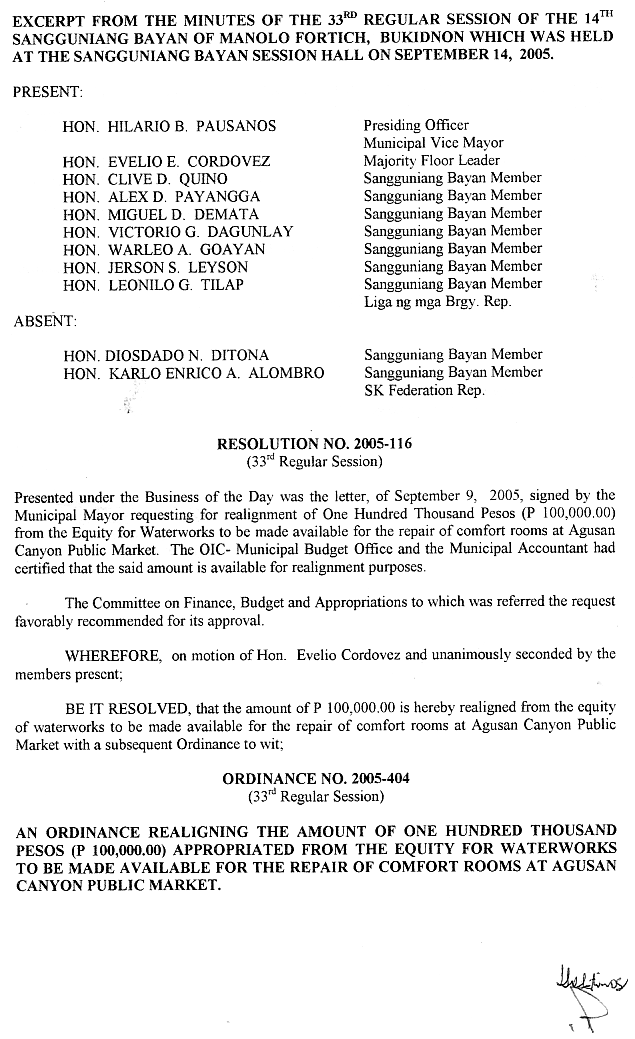 EXCERPT FROM THE MINUTES OF THE 33RD REGULAR SESSION OF THE 14TH
SANGGUNIANG BAYAN OF MANOLO FORTICH, BUKIDNON WHICH WAS HELD
AT THE SANGGUNIANG BAYAN SESSION HALL ON SEPTEMBER 14, 2005.
PRESENT:
HON. HILARIO B. PAUSANOS Presiding Officer
Municipal Vice Mayor
HON. EVELIO E. CORDOVEZ Majority Floor Leader
HON. CLIVE D. QUINO Sangguniang Bayan Member
HON. ALEX D. PAYANGGA Sangguniang Bayan Member
HON. MIGUEL D. DEMATA Sangguniang Bayan Member
HON. VICTORIO G. DAGUNLAY Sangguniang Bayan Member
HON. WARLEO A. GOAYAN Sangguniang Bayan Member
HON. JERSON S. LEYSON Sangguniang Bayan Member
HON. LEONILO G. TILAP Sangguniang Bayan Member
Liga ng mga Brgy. Rep.
ABSENT:
HON. DIOSDADO N. DITONA Sangguniang Bayan Member
HON. KARLO ENRICO A. ALOMBRO Sangguniang Bayan Member
SK Federation Rep.
RESOLUTION NO. 2005-116
(33rd Regular Session)
Presented under the Business of the Day was the letter, of September 9, 2005, signed by the
Municipal Mayor requesting for realignment of One Hundred Thousand Pesos (P 100,000.00)
from the Equity for Waterworks to be made available for the repair of comfort rooms at Agusan
Canyon Public Market. The OIC- Municipal Budget Office and the Municipal Accountant had
certified that the said amount is available for realignment purposes.
The Committee on Finance, Budget and Appropriations to which was referred the request
favorably recommended for its approval.
WHEREFORE, on motion of Hon. Evelio Cordovez and unanimously seconded by the
members present;
BE IT RESOLVED, that the amount of P 100,000.00 is hereby realigned from the equity
of waterworks to be made available for the repair of comfort rooms at Agusan Canyon Public
Market with a subsequent Ordinance to wit;
ORDINANCE NO. 2005-404
(33rd Regular Session)
AN ORDINANCE REALIGNING THE AMOUNT OF ONE HUNDRED THOUSAND
PESOS (P 100,000.00) APPROPRIATED FROM THE EQUITY FOR WATERWORKS
TO BE MADE AVAILABLE FOR THE REPAIR OF COMFORT ROOMS AT AGUSAN
CANYON PUBLIC MARKET.